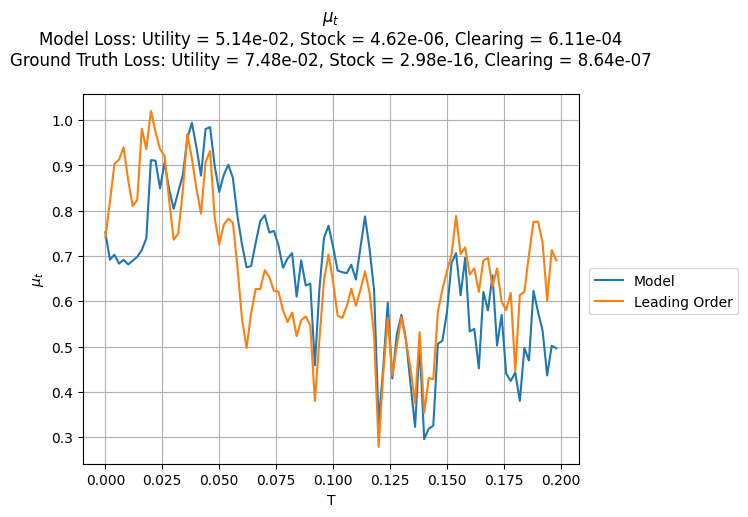 μₜ
Model Loss: Utility = 5.14e-02, Stock = 4.62e-06, Clearing = 6.11e-04
Ground Truth Loss: Utility = 7.48e-02, Stock = 2.98e-16, Clearing = 8.64e-07
1.0
0.9
0.8
0.7
0.6
0.5
0.4
0.3
μₜ
0.000 0.025 0.050 0.075 0.100 0.125 0.150 0.175 0.200
T
Model
Leading Order